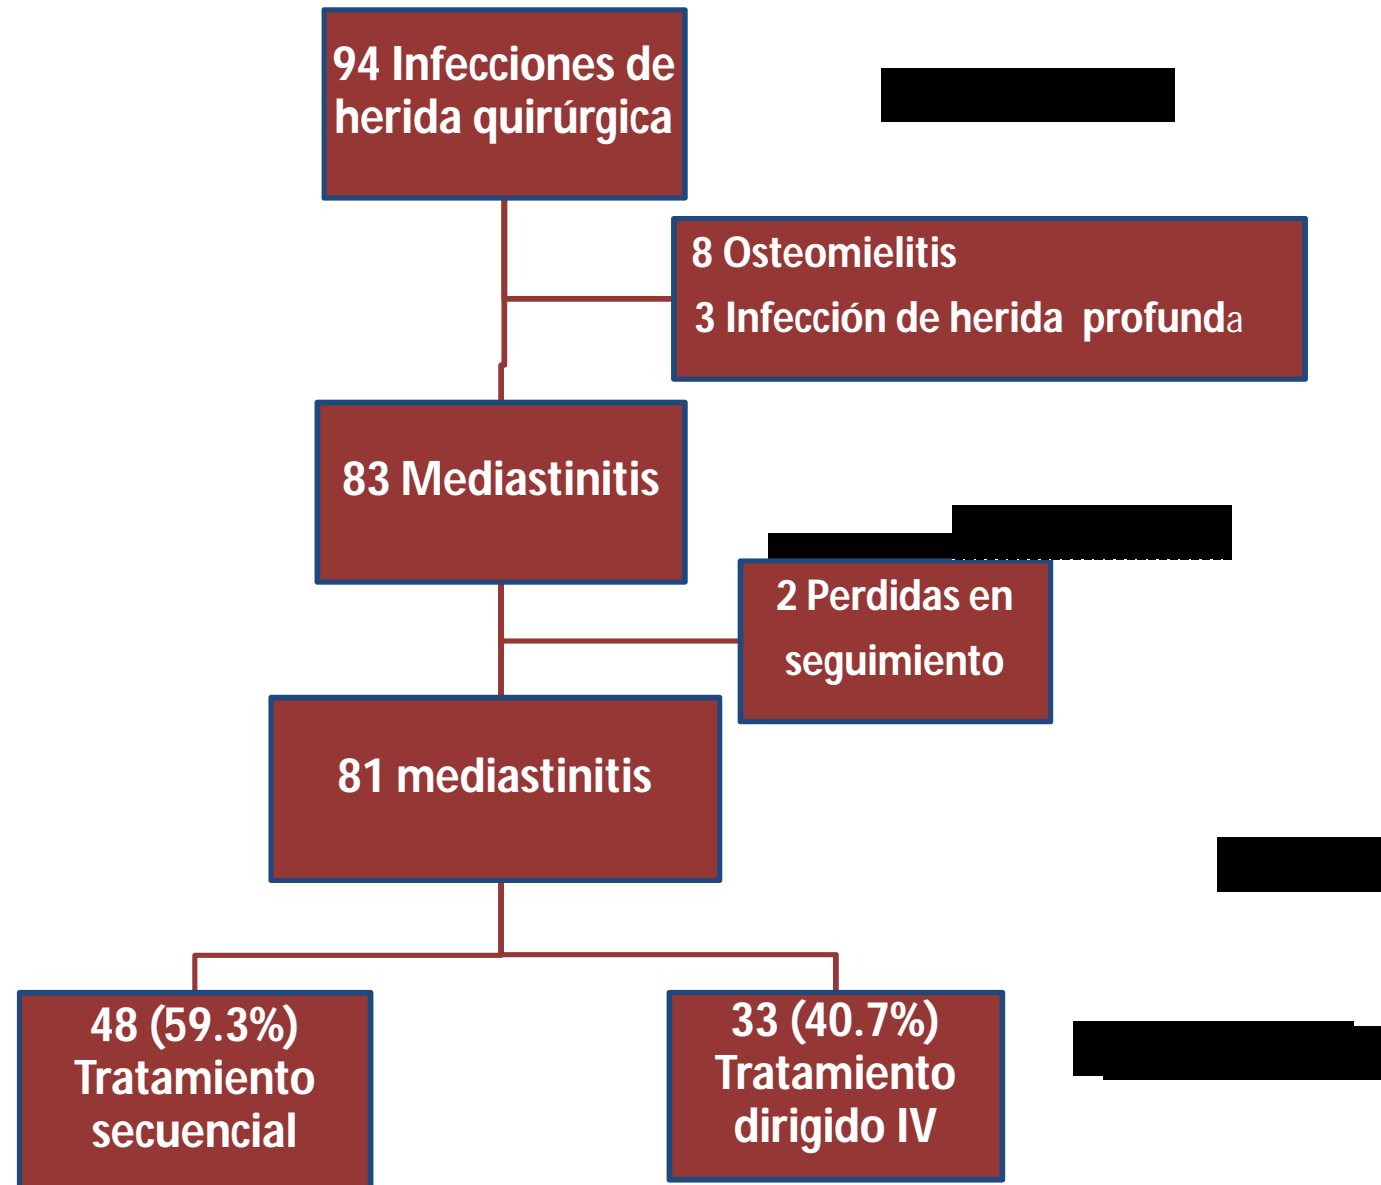 94 Infecciones de
herida quirúrgica
8 Osteomielitis
3 Infección de herida profunda
83 Mediastinitis
2 Perdidas en
seguimiento
81 mediastinitis
48 (59.3%)
Tratamiento
secuencial
33 (40.7%)
Tratamiento
dirigido IV